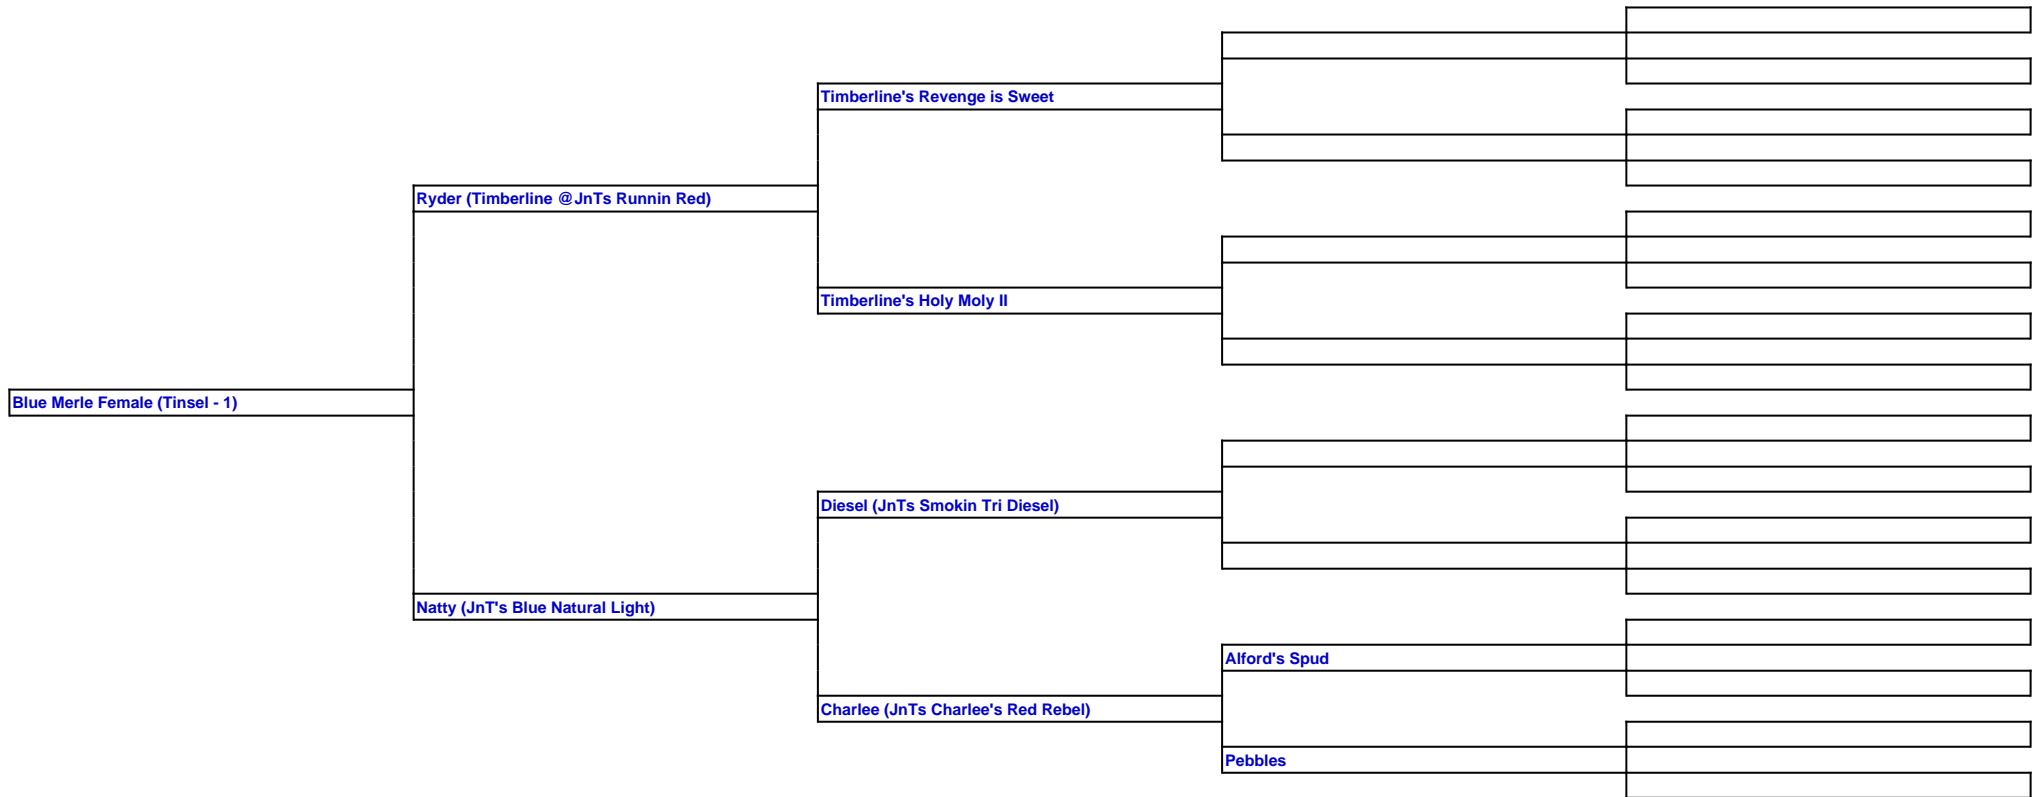 Timberline's Revenge is Sweet
Ryder (Timberline @JnTs Runnin Red)
Timberline's Holy Moly II
Blue Merle Female (Tinsel - 1)
Diesel (JnTs Smokin Tri Diesel)
Natty (JnT's Blue Natural Light)
Alford's Spud
Charlee (JnTs Charlee's Red Rebel)
Pebbles